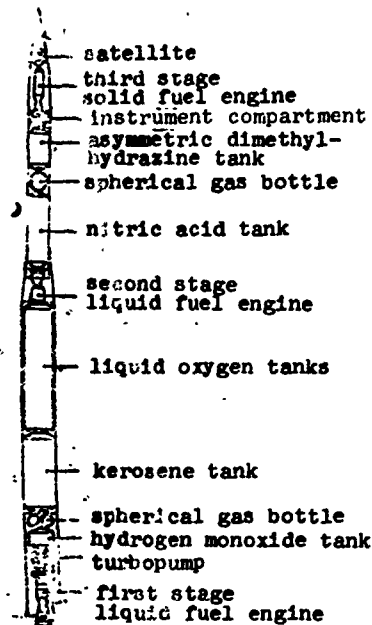 satellite
third stage
solid fuel engine
instrument compartment
asymmetric dimethyl-
hydrazine tank
spherical gas bottle
nitric acid tank
second stage
liquid fuel engine
liquid oxygen tanks
kerosene tank
spherical gas bottle
hydrogen monoxide tank
turbopump
first stage
liquid fuel engine